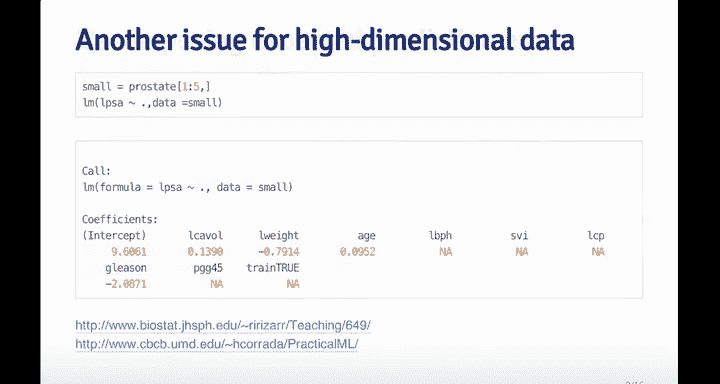 Another issue for high-dimensional data
small = prostate[1:5,]
lm(lpsa ~ .,data =small)
Call:
lm(formula = lpsa ~ ., data = small)
Coefficients:
(Intercept) lcavol lweight age lbph svi lcp
9.6061 0.1390 -0.7914 0.0952 NA NA NA
gleason pgg45 trainTRUE
-2.0871 NA NA
http://www.biostat.jhsph.edu/~ririzarr/Teaching/649/
http://www.cbcb.umd.edu/~hcorrada/PracticalML/